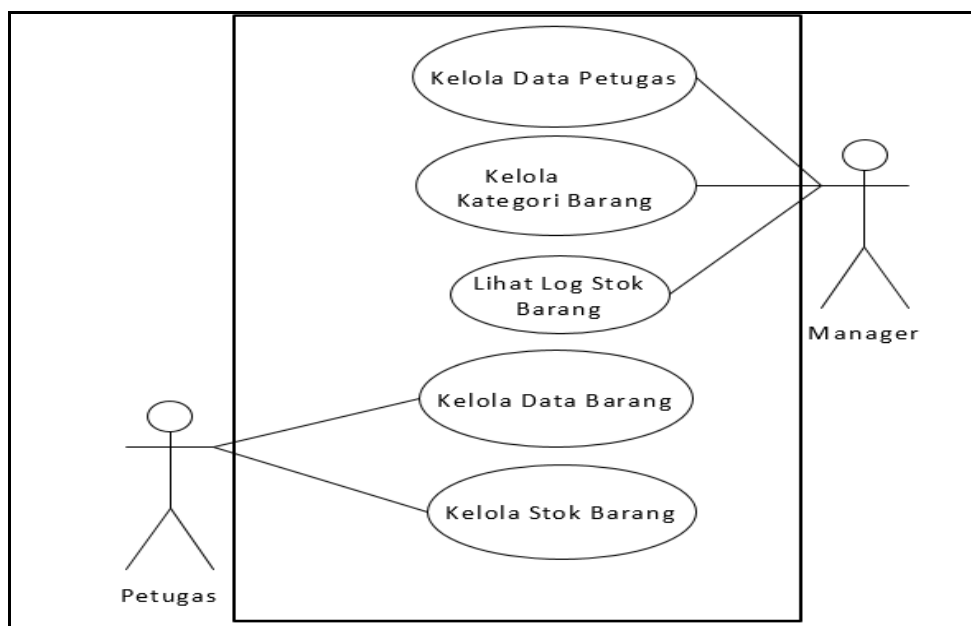 Kelola Data Petugas
Kelola
Kategori Barang
Lihat Log Stok
Barang
Manager
Kelola Data Barang
Kelola Stok Barang
Petugas